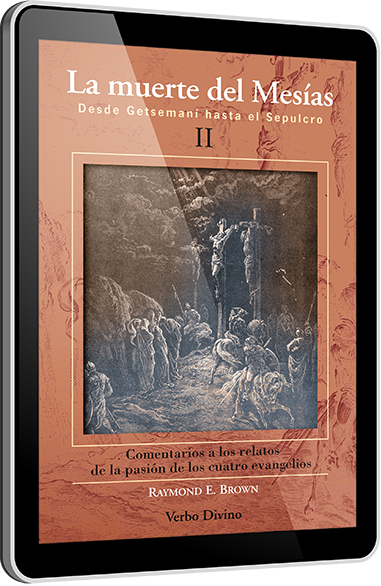 La muerte del Mesías
Desde Getsemaní hasta el Sepulcro
II
Comentarios a los relatos
de la pasión de los cuatro evangelios
RAYMOND E. BROWN
Verbo Divino